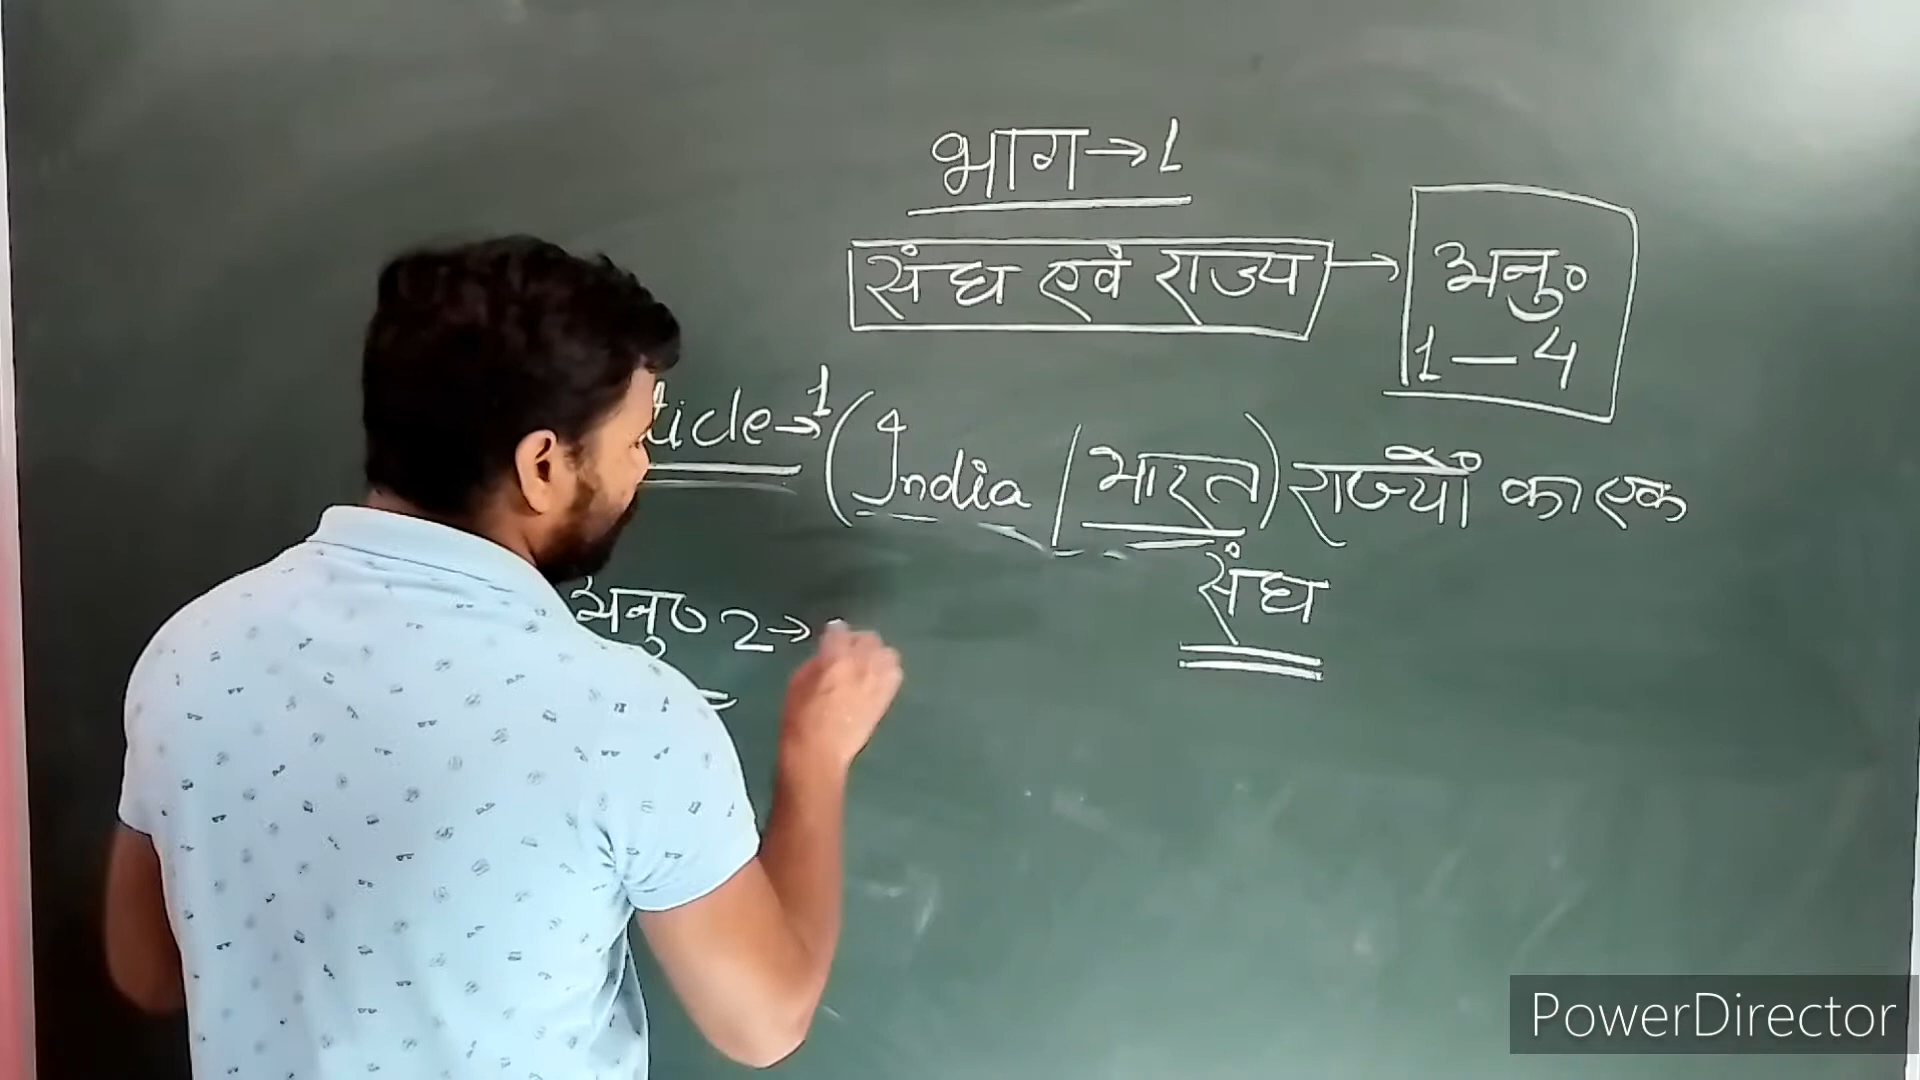 भाग→1
संघ एवं राज्य → अनु० 1 — 4
ticle→1 (India / भारत) राज्यों का एक
संघ
अनु० 2→
PowerDirector